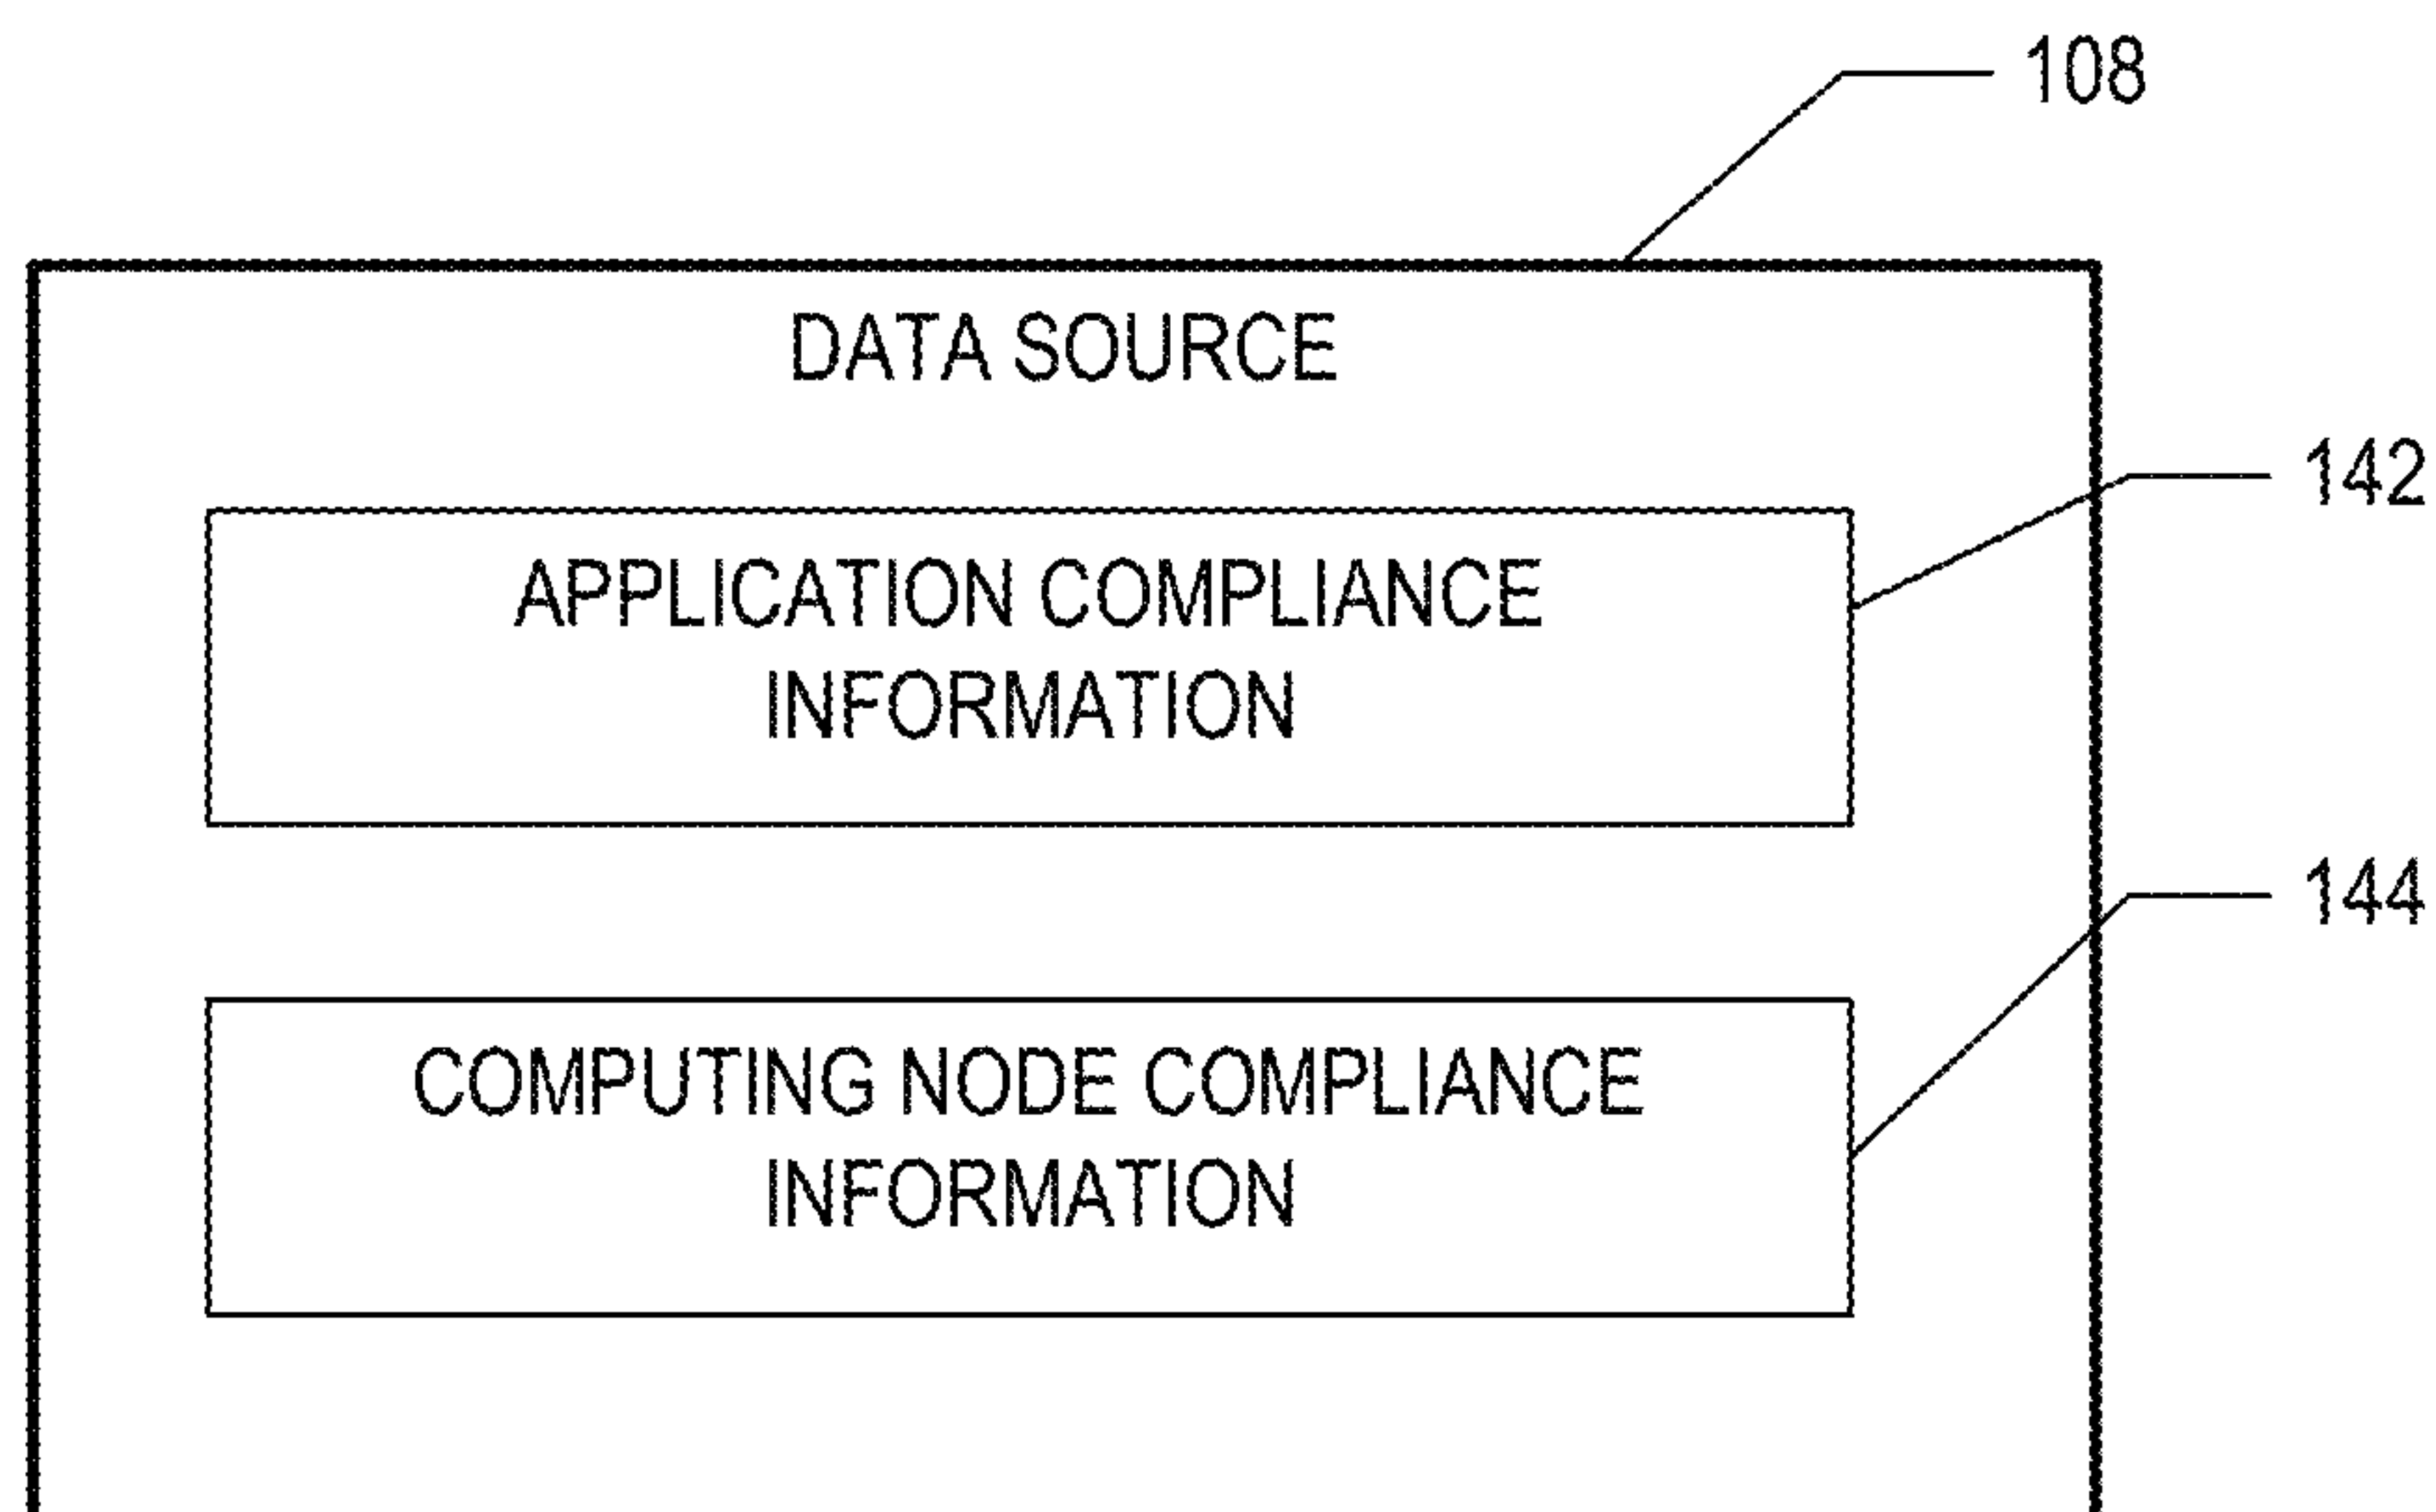 108
DATA SOURCE
142
APPLICATION COMPLIANCE
INFORMATION
144
COMPUTING NODE COMPLIANCE
INFORMATION